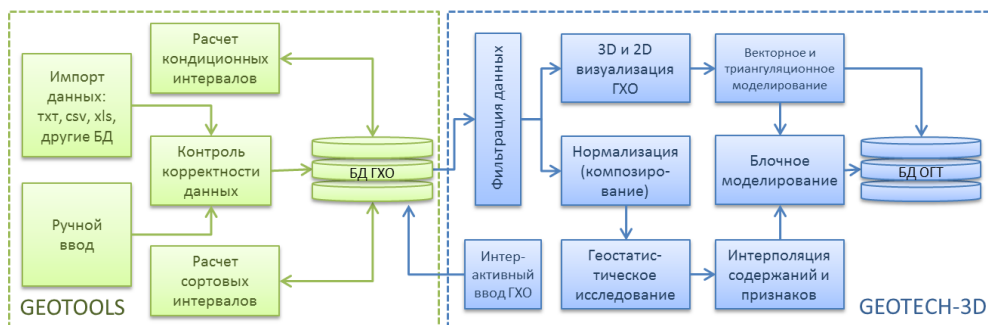 Импорт
данных:
txt, csv, xls,
другие БД
Ручной
ввод
Расчет
кондиционных
интервалов
Контроль
корректности
данных
Расчет
сортовых
интервалов
БД ГХО
GEOTOOLS
Фильтрация данных
Интер-
активный
ввод ГХО
3D и 2D
визуализация
ГХО
Нормализация
(композиро-
вание)
Геостатис-
тическое
исследование
Векторное и
триангуляционное
моделирование
Блочное
моделирование
Интерполяция
содержаний и
признаков
БД ОГТ
GEOTECH-3D